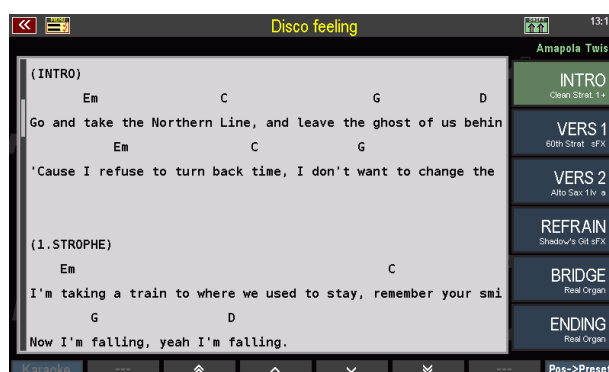 MENU
Disco feeling
13:1
Amapola Twis
(INTRO)
Em C G D
Go and take the Northern Line, and leave the ghost of us behin
Em C G
'Cause I refuse to turn back time, I don't want to change the
(1.STROPHE)
Em C
I'm taking a train to where we used to stay, remember your smi
G D
Now I'm falling, yeah I'm falling.
INTRO
Clean Strat. 1+
VERS 1
60th Strat sFX
VERS 2
Alto Sax 1lv a
REFRAIN
Shadow's Git sFX
BRIDGE
Real Organ
ENDING
Real Organ
Karaoke --- --- Pos->Prese